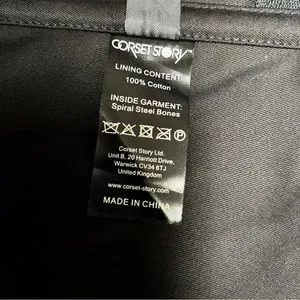 CORSET STORY
LINING CONTENT:
100% Cotton
INSIDE GARMENT:
Spiral Steel Bones
P
Corset Story Ltd.
Unit B, 20 Harriott Drive,
Warwick CV34 6TJ
United Kingdom
www.corset-story.com
MADE IN CHINA